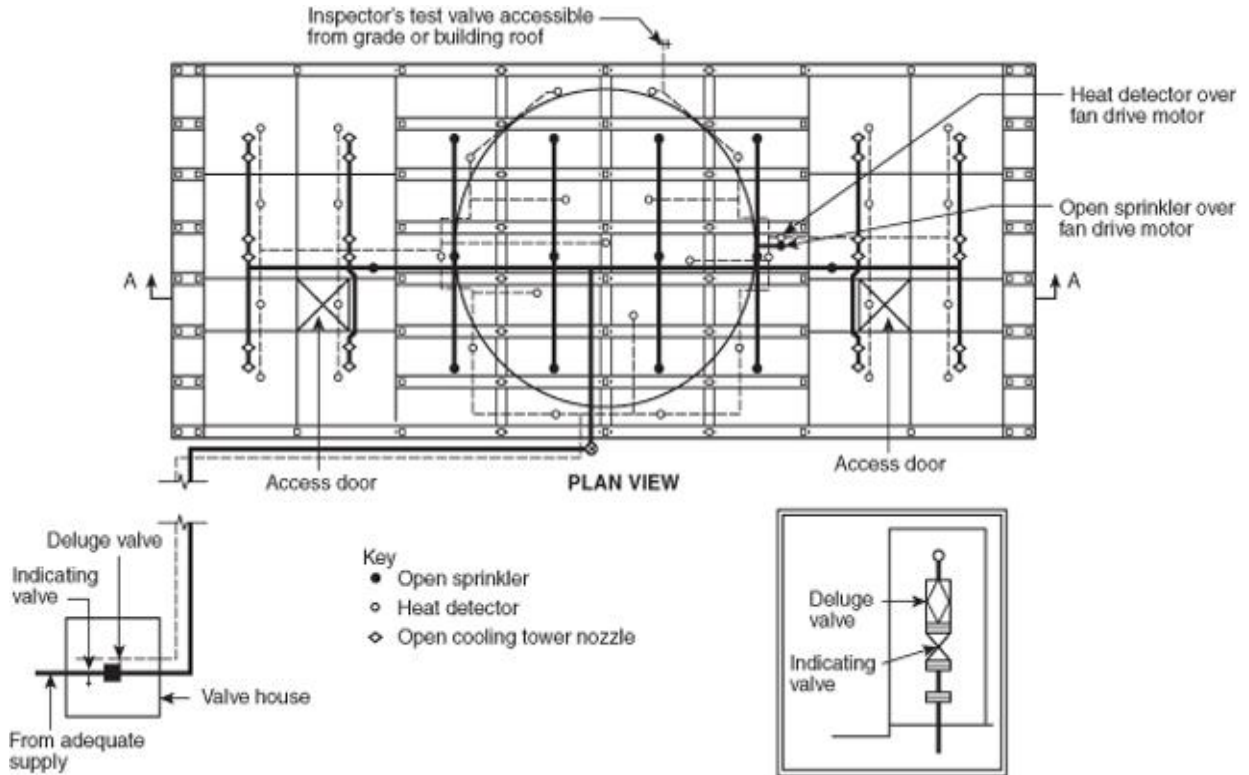 Inspector's test valve accessible
from grade or building roof
Heat detector over
fan drive motor
Open sprinkler over
fan drive motor
A
A
Access door
PLAN VIEW
Access door
Deluge valve
Indicating
valve
Valve house
From adequate
supply
Key
Open sprinkler
Heat detector
Open cooling tower nozzle
Deluge
valve
Indicating
valve